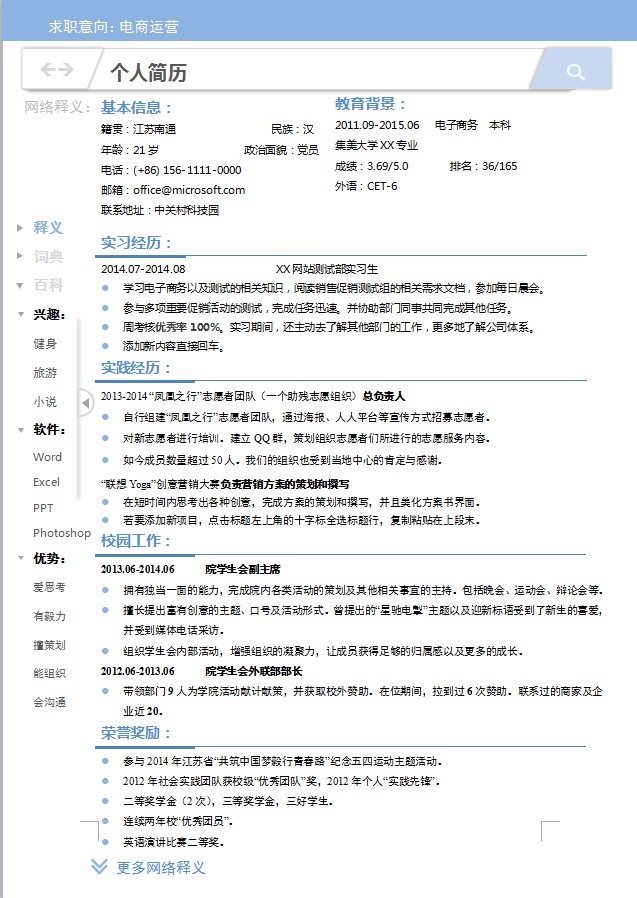 求职意向：电商运营
个人简历
网络释义：
基本信息：
籍贯：江苏南通 民族：汉
年龄：21 岁 政治面貌：党员
电话：(+86) 156-1111-0000
邮箱：office@microsoft.com
联系地址：中关村科技园
教育背景：
2011.09-2015.06 电子商务 本科
集美大学 XX 专业
成绩：3.69/5.0 排名：36/165
外语：CET-6
释义
词典
百科
兴趣：
健身
旅游
小说
软件：
Word
Excel
PPT
Photoshop
优势：
爱思考
有毅力
擅策划
能组织
会沟通
实习经历：
2014.07-2014.08 XX 网站测试部实习生
学习电子商务以及测试的相关知识，阅读销售促销测试组的相关需求文档，参加每日晨会。
参与多项重要促销活动的测试，完成任务迅速。并协助部门同事共同完成其他任务。
周考核优秀率 100%。实习期间，还主动去了解其他部门的工作，更多地了解公司体系。
添加新内容直接回车。
实践经历：
2013-2014 “凤凰之行”志愿者团队（一个助残志愿组织）总负责人
自行组建“凤凰之行”志愿者团队，通过海报、人人平台等宣传方式招募志愿者。
对新志愿者进行培训。建立 QQ 群，策划组织志愿者们所进行的志愿服务内容。
如今成员数量超过 50 人。我们的组织也受到当地中心的肯定与感谢。
“联想 Yoga”创意营销大赛负责营销方案的策划和撰写
在短时间内思考出各种创意，完成方案的策划和撰写，并且美化方案书界面。
若要添加新项目，点击标题左上角的十字标全选标题行，复制粘贴在上段末。
校园工作：
2013.06-2014.06 院学生会副主席
拥有独当一面的能力，完成院内各类活动的策划及其他相关事宜的主持。包括晚会、运动会、辩论会等。
擅长提出富有创意的主题、口号及活动形式。曾提出的“星驰电掣”主题以及迎新标语受到了新生的喜爱，
并受到媒体电话采访。
组织学生会内部活动，增强组织的凝聚力，让成员获得足够的归属感以及更多的成长。
2012.06-2013.06 院学生会外联部部长
带领部门 9 人为学院活动献计献策，并获取校外赞助。在位期间，拉到过 6 次赞助。联系过的商家及企
业近 20。
荣誉奖励：
参与 2014 年江苏省“共筑中国梦毅行青春路”纪念五四运动主题活动。
2012 年社会实践团队获校级“优秀团队”奖，2012 年个人“实践先锋”。
二等奖学金（2 次），三等奖学金，三好学生。
连续两年校“优秀团员”。
英语演讲比赛二等奖。
更多网络释义